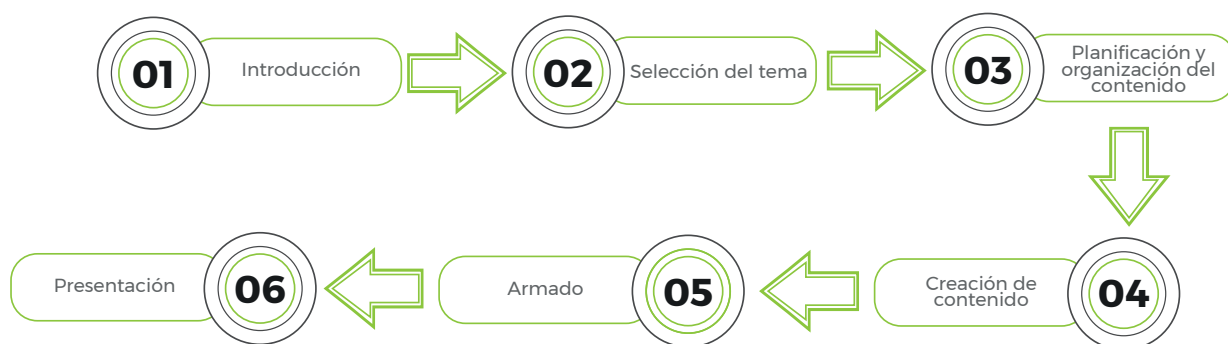 01
Introducción
02
Selección del tema
03
Planificación y
organización del
contenido
04
Creación de
contenido
05
Armado
06
Presentación